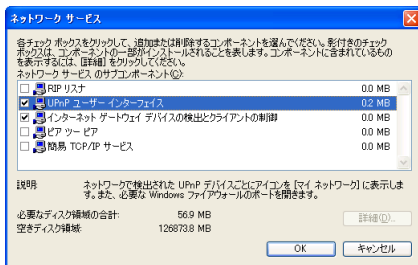 ネットワーク サービス
各チェック ボックスをクリックして、追加または削除するコンポーネントを選んでください。影付きのチェック
ボックスは、コンポーネントの一部がインストールされることを表します。コンポーネントに含まれているもの
を表示するには、[詳細] をクリックしてください。
ネットワーク サービス のサブコンポーネント(C):
RIP リスナ 0.0 MB
UPnP ユーザー インターフェイス 0.2 MB
インターネット ゲートウェイ デバイスの検出とクライアントの制御 0.0 MB
ピア ツー ピア 0.0 MB
簡易 TCP/IP サービス 0.0 MB
説明: ネットワークで検出された UPnP デバイスごとにアイコンを [マイ ネットワーク] に表示しま
す。また、必要な Windows ファイアウォールのポートを開きます。
必要なディスク領域の合計: 56.9 MB
空きディスク領域: 126873.8 MB
詳細(D)...
OK キャンセル